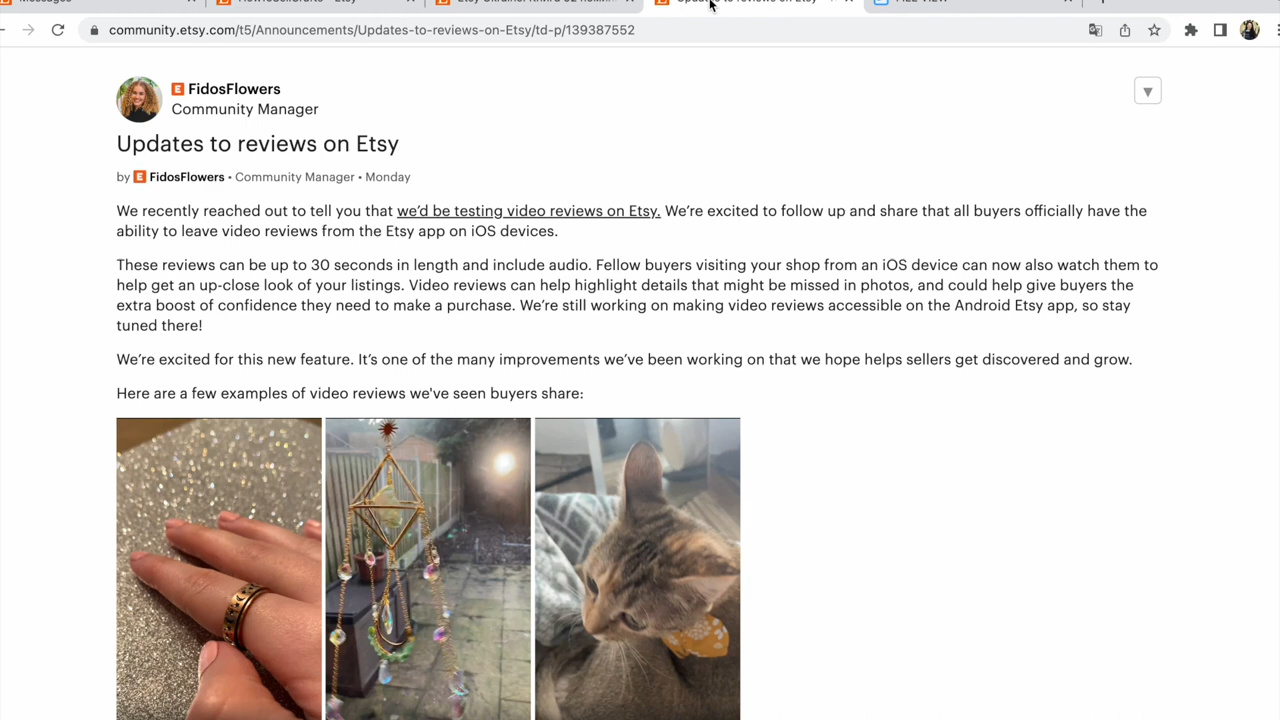 Messages
community.etsy.com/t5/Announcements/Updates-to-reviews-on-Etsy/td-p/139387552
FidosFlowers
Community Manager
Updates to reviews on Etsy
by FidosFlowers • Community Manager • Monday
We recently reached out to tell you that we’d be testing video reviews on Etsy. We’re excited to follow up and share that all buyers officially have the
ability to leave video reviews from the Etsy app on iOS devices.
These reviews can be up to 30 seconds in length and include audio. Fellow buyers visiting your shop from an iOS device can now also watch them to
help get an up-close look of your listings. Video reviews can help highlight details that might be missed in photos, and could help give buyers the
extra boost of confidence they need to make a purchase. We’re still working on making video reviews accessible on the Android Etsy app, so stay
tuned there!
We’re excited for this new feature. It’s one of the many improvements we’ve been working on that we hope helps sellers get discovered and grow.
Here are a few examples of video reviews we've seen buyers share: